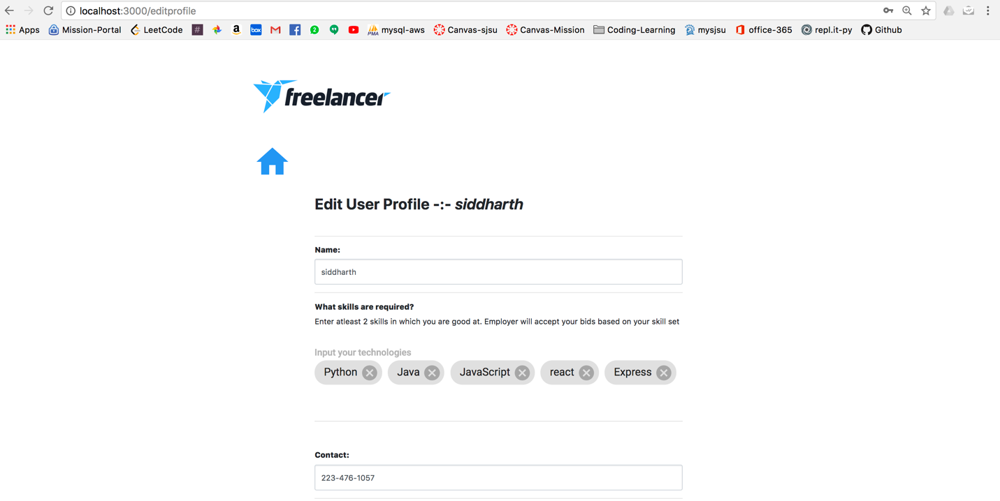 localhost:3000/editprofile
Apps Mission-Portal LeetCode # a box 2 PMA mysql-aws Canvas-sjsu Canvas-Mission Coding-Learning mysjsu office-365 repl.it-py Github
freelancer
Edit User Profile -:- siddharth
Name:
siddharth
What skills are required?
Enter atleast 2 skills in which you are good at. Employer will accept your bids based on your skill set
Input your technologies
Python Java JavaScript react Express
Contact:
223-476-1057